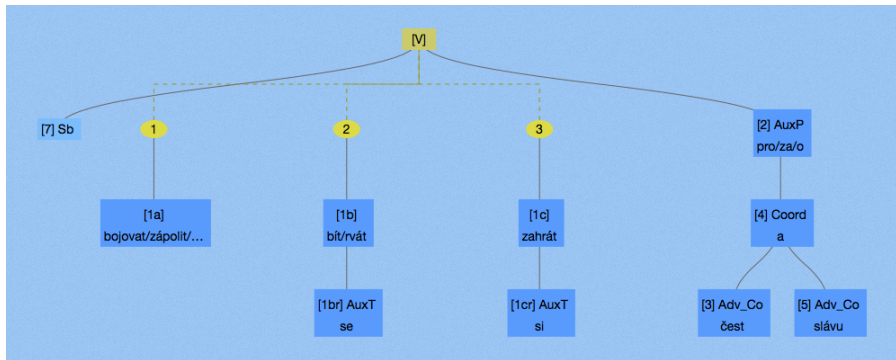 [V]
[7] Sb
1
2
3
[2] AuxP
pro/za/o
[1a]
bojovat/zápolit/...
[1b]
bít/rvát
[1c]
zahrát
[4] Coord
a
[1br] AuxT
se
[1cr] AuxT
si
[3] Adv_Co
čest
[5] Adv_Co
slávu